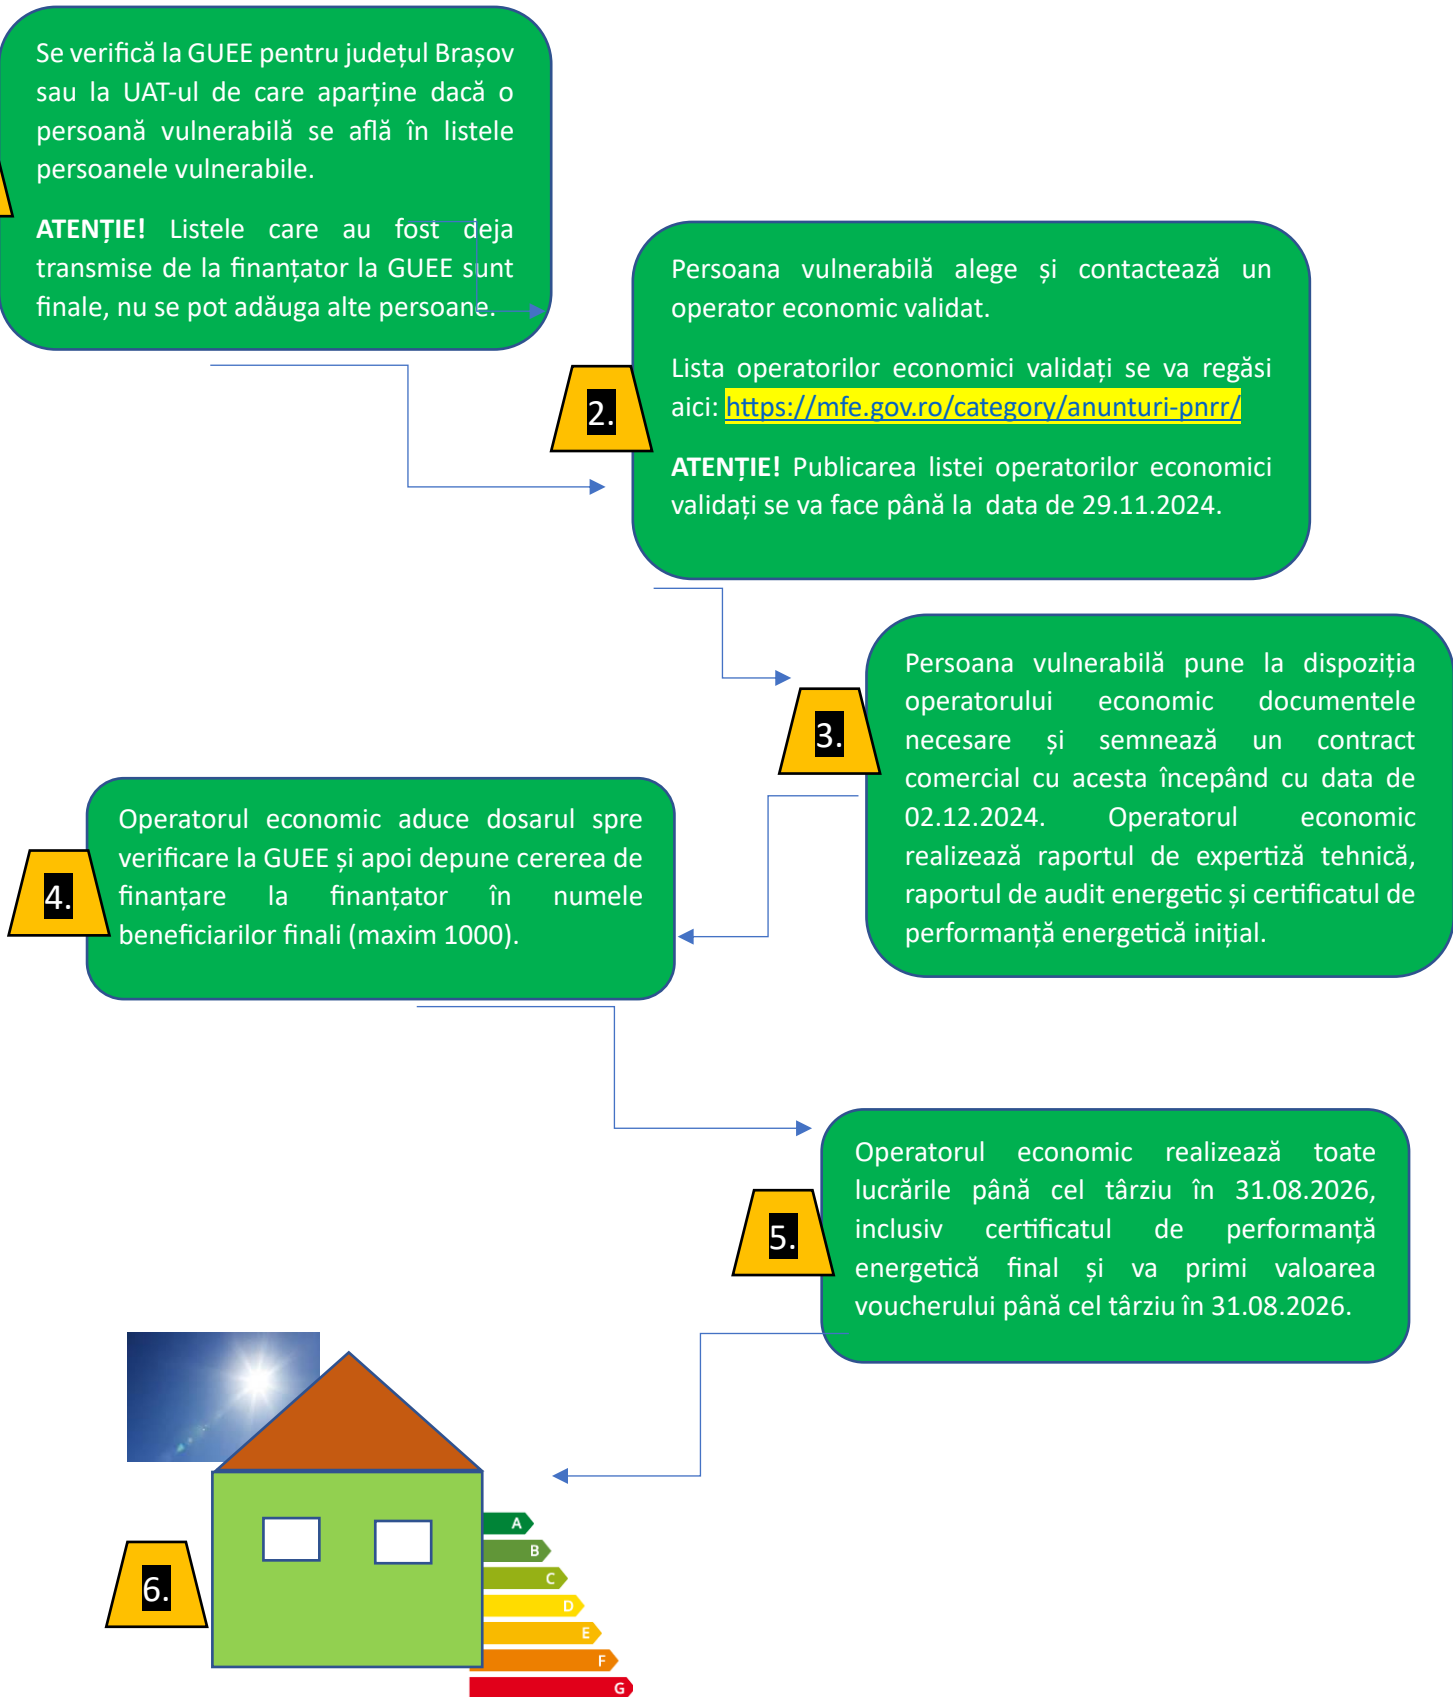 Se verifică la GUEE pentru județul Brașov
sau la UAT-ul de care aparține dacă o
persoană vulnerabilă se află în listele
persoanele vulnerabile.
ATENȚIE! Listele care au fost deja
transmise de la finanțator la GUEE sunt
finale, nu se pot adăuga alte persoane.
2.
Persoana vulnerabilă alege și contactează un
operator economic validat.
Lista operatorilor economici validați se va regăsi
aici: https://mfe.gov.ro/category/anunturi-pnrr/
ATENȚIE! Publicarea listei operatorilor economici
validați se va face până la data de 29.11.2024.
3.
Persoana vulnerabilă pune la dispoziția
operatorului economic documentele
necesare și semnează un contract
comercial cu acesta începând cu data de
02.12.2024. Operatorul economic
realizează raportul de expertiză tehnică,
raportul de audit energetic și certificatul de
performanță energetică inițial.
4.
Operatorul economic aduce dosarul spre
verificare la GUEE și apoi depune cererea de
finanțare la finanțator în numele
beneficiarilor finali (maxim 1000).
5.
Operatorul economic realizează toate
lucrările până cel târziu în 31.08.2026,
inclusiv certificatul de performanță
energetică final și va primi valoarea
voucherului până cel târziu în 31.08.2026.
6.
A
B
C
D
E
F
G